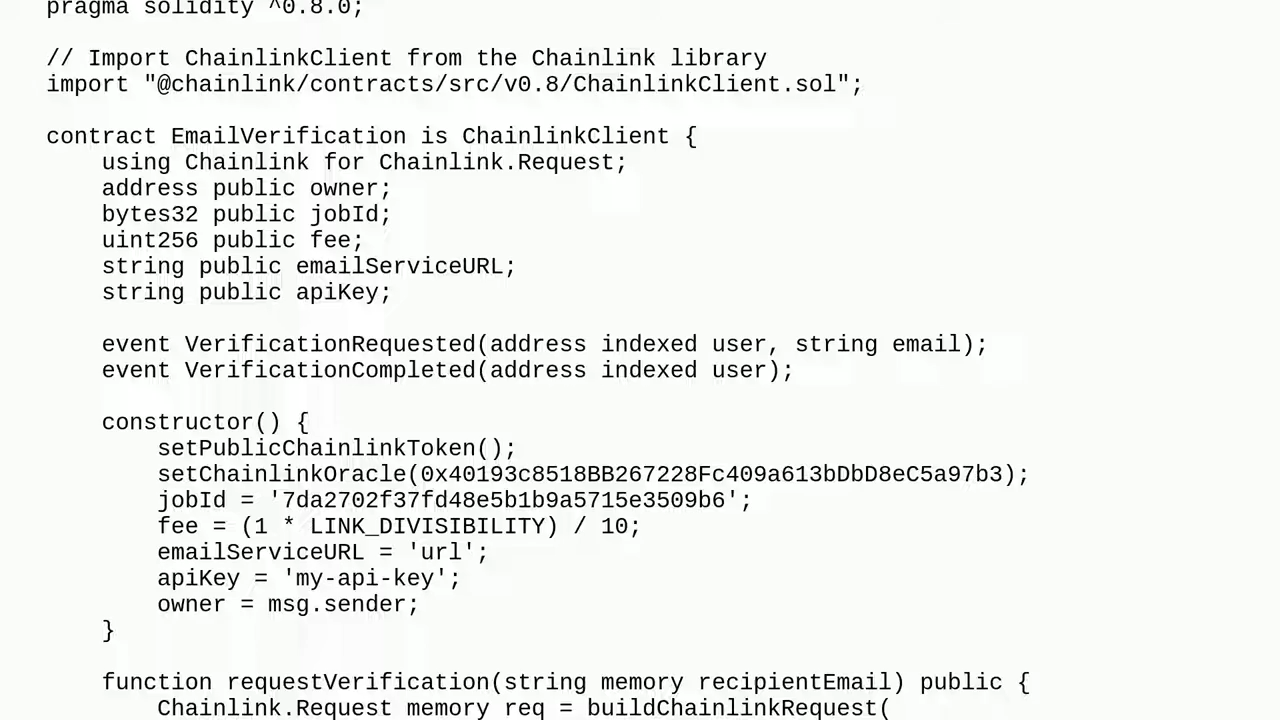 pragma solidity ^0.8.0;
// Import ChainlinkClient from the Chainlink library
import "@chainlink/contracts/src/v0.8/ChainlinkClient.sol";
contract EmailVerification is ChainlinkClient {
using Chainlink for Chainlink.Request;
address public owner;
bytes32 public jobId;
uint256 public fee;
string public emailServiceURL;
string public apiKey;
event VerificationRequested(address indexed user, string email);
event VerificationCompleted(address indexed user);
constructor() {
setPublicChainlinkToken();
setChainlinkOracle(0x40193c8518BB267228Fc409a613bDbD8eC5a97b3);
jobId = '7da2702f37fd48e5b1b9a5715e3509b6';
fee = (1 * LINK_DIVISIBILITY) / 10;
emailServiceURL = 'url';
apiKey = 'my-api-key';
owner = msg.sender;
}
function requestVerification(string memory recipientEmail) public {
Chainlink.Request memory req = buildChainlinkRequest(